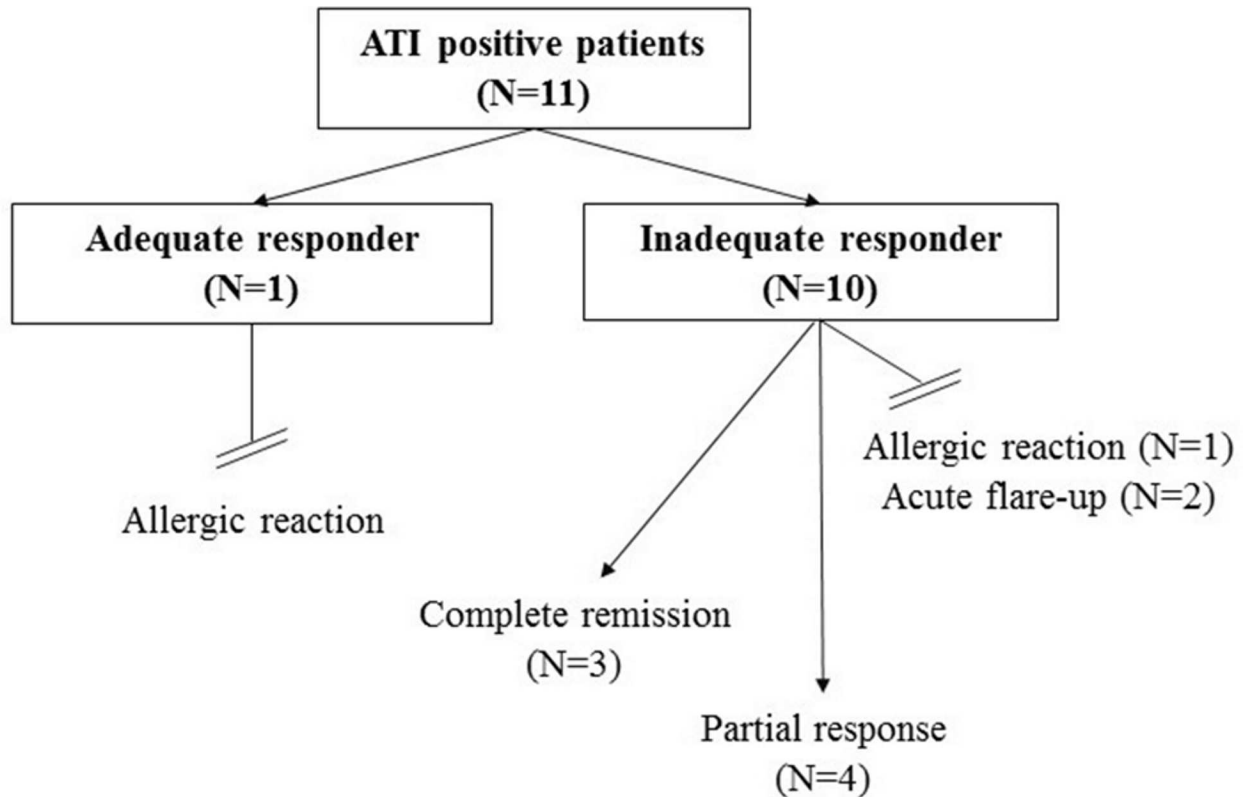 ATI positive patients
(N=11)
Adequate responder
(N=1)
Inadequate responder
(N=10)
Allergic reaction
Allergic reaction (N=1)
Acute flare-up (N=2)
Complete remission
(N=3)
Partial response
(N=4)